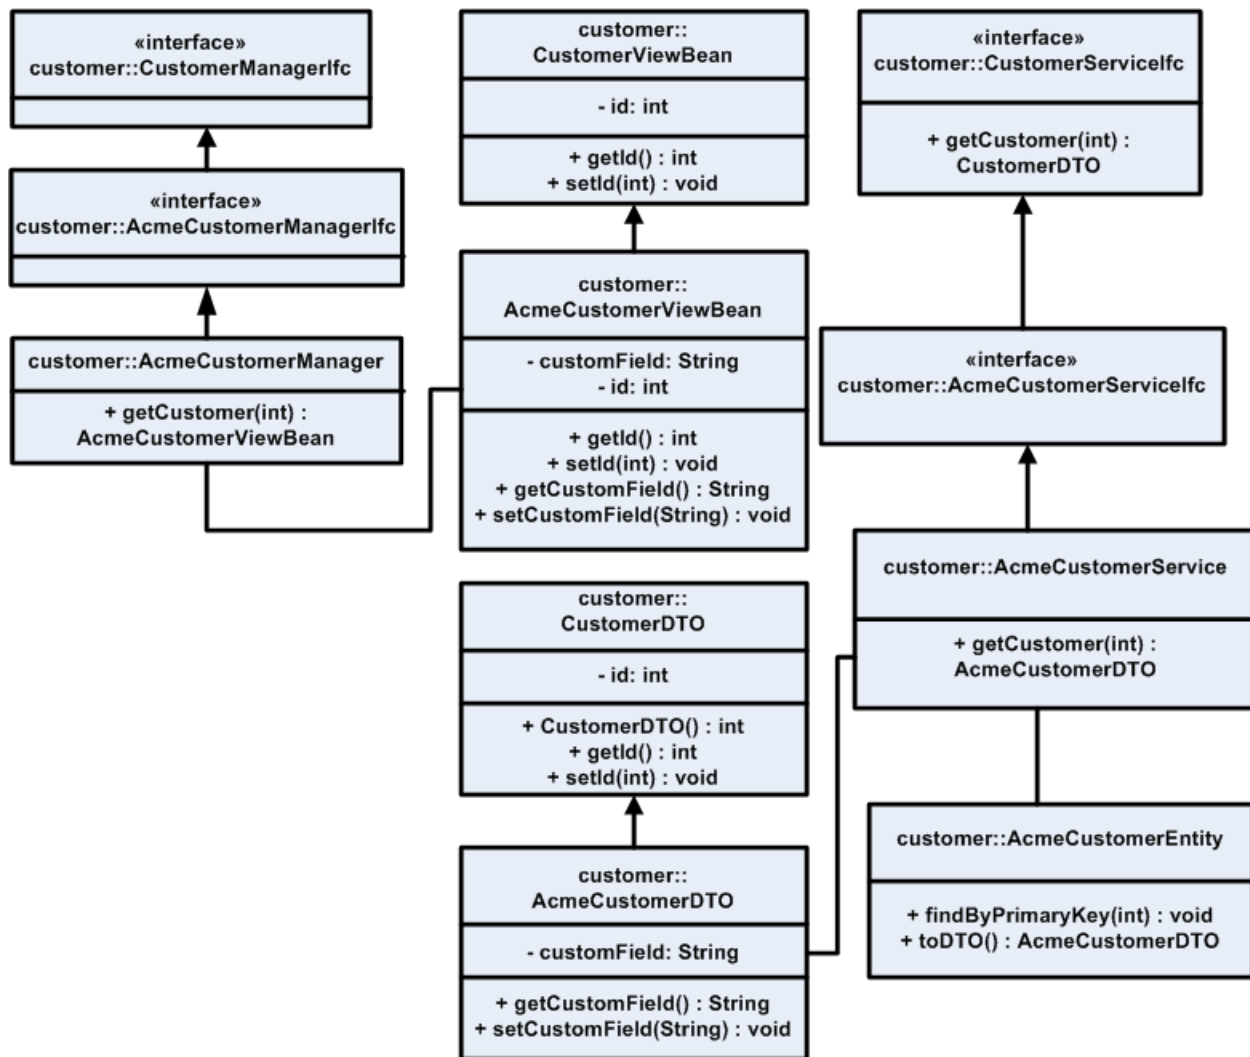 «interface»
customer::CustomerManagerIfc
«interface»
customer::AcmeCustomerManagerIfc
customer::AcmeCustomerManager
+ getCustomer(int) :
AcmeCustomerViewBean
customer::
CustomerViewBean
- id: int
+ getId() : int
+ setId(int) : void
customer::
AcmeCustomerViewBean
- customField: String
- id: int
+ getId() : int
+ setId(int) : void
+ getCustomField() : String
+ setCustomField(String) : void
customer::
CustomerDTO
- id: int
+ CustomerDTO() : int
+ getId() : int
+ setId(int) : void
customer::
AcmeCustomerDTO
- customField: String
+ getCustomField() : String
+ setCustomField(String) : void
«interface»
customer::CustomerServiceIfc
+ getCustomer(int) :
CustomerDTO
«interface»
customer::AcmeCustomerServiceIfc
customer::AcmeCustomerService
+ getCustomer(int) :
AcmeCustomerDTO
customer::AcmeCustomerEntity
+ findByPrimaryKey(int) : void
+ toDTO() : AcmeCustomerDTO